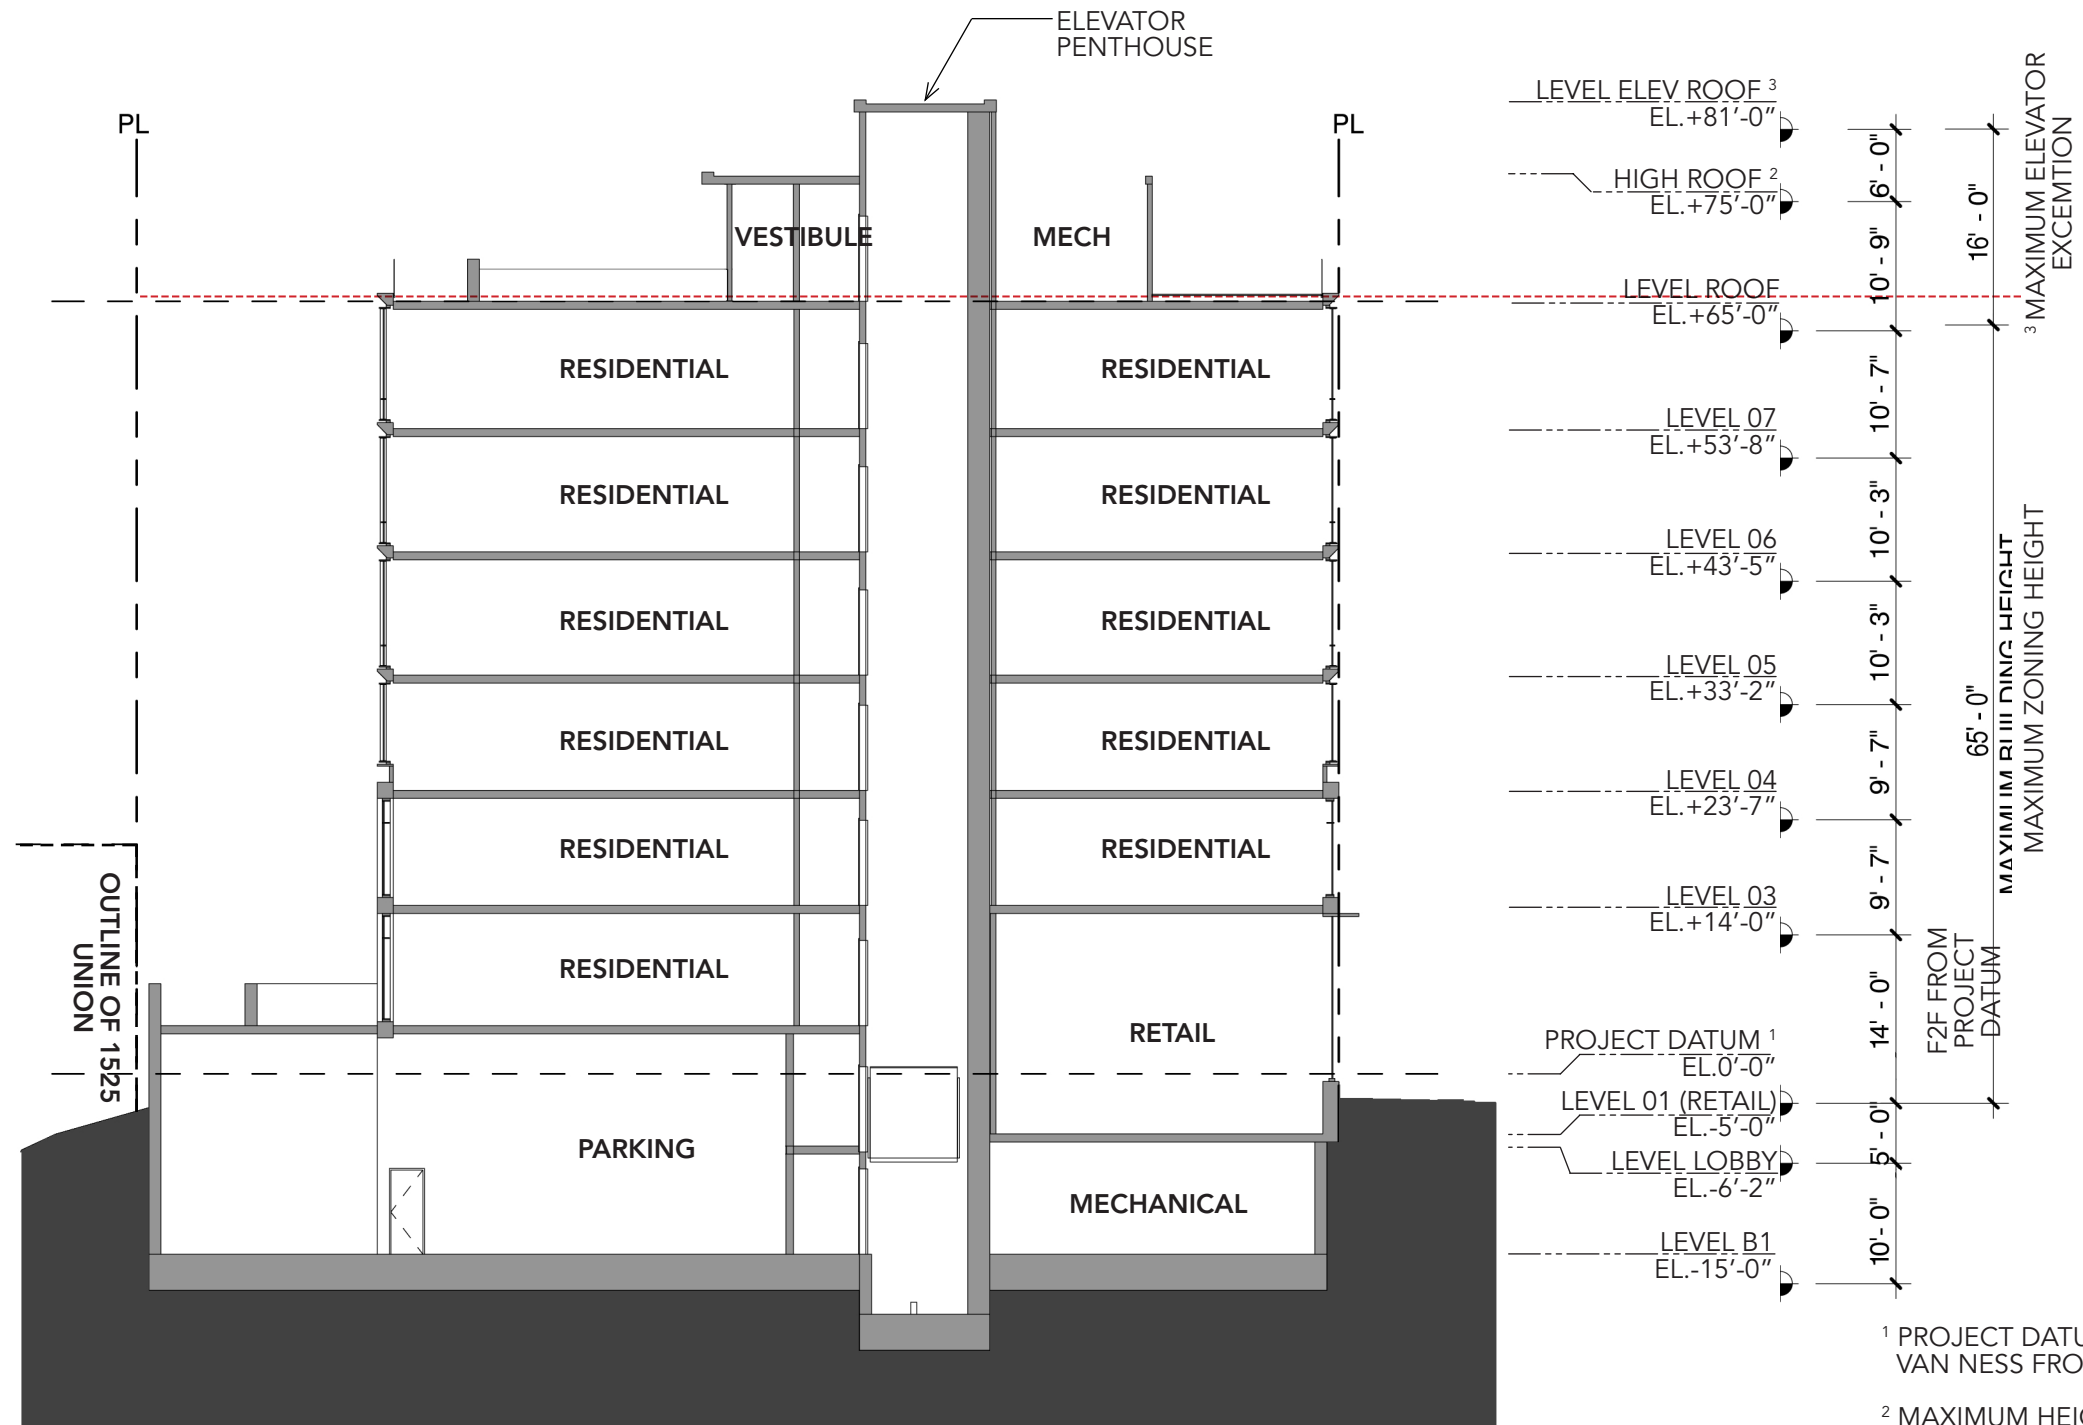 ELEVATOR
PENTHOUSE
PL
PL
VESTIBULE
MECH
RESIDENTIAL
RESIDENTIAL
RESIDENTIAL
RESIDENTIAL
RESIDENTIAL
RESIDENTIAL
RESIDENTIAL
RESIDENTIAL
RESIDENTIAL
RESIDENTIAL
RESIDENTIAL
RETAIL
PARKING
MECHANICAL
OUTLINE OF 1525
UNION
LEVEL ELEV ROOF ³
EL.+81'-0"
HIGH ROOF ²
EL.+75'-0"
LEVEL ROOF
EL.+65'-0"
LEVEL 07
EL.+53'-8"
LEVEL 06
EL.+43'-5"
LEVEL 05
EL.+33'-2"
LEVEL 04
EL.+23'-7"
LEVEL 03
EL.+14'-0"
PROJECT DATUM ¹
EL.0'-0"
LEVEL 01 (RETAIL)
EL.-5'-0"
LEVEL LOBBY
EL.-6'-2"
LEVEL B1
EL.-15'-0"
6' - 0"
10' - 9"
10' - 7"
10' - 3"
10' - 3"
9' - 7"
9' - 7"
14' - 0"
5' - 0"
10'- 0"
16' - 0"
65' - 0"
³ MAXIMUM ELEVATOR
EXCEMTION
MAXIMUM BUILDING HEIGHT
MAXIMUM ZONING HEIGHT
F2F FROM
PROJECT
DATUM
¹ PROJECT DATU
VAN NESS FRO
² MAXIMUM HEIG